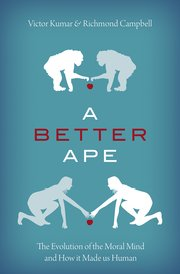 Victor Kumar & Richmond Campbell
A
BETTER
APE
The Evolution of the Moral Mind
and How it Made us Human